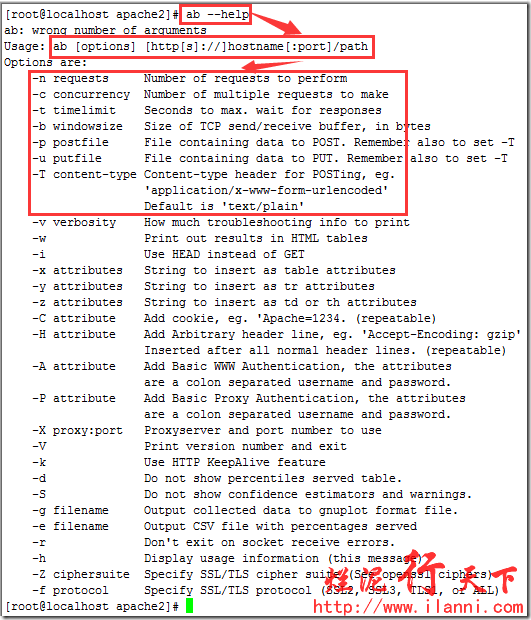 [root@localhost apache2]# ab --help
ab: wrong number of arguments
Usage: ab [options] [http[s]://]hostname[:port]/path
Options are:
-n requests Number of requests to perform
-c concurrency Number of multiple requests to make
-t timelimit Seconds to max. wait for responses
-b windowsize Size of TCP send/receive buffer, in bytes
-p postfile File containing data to POST. Remember also to set -T
-u putfile File containing data to PUT. Remember also to set -T
-T content-type Content-type header for POSTing, eg.
'application/x-www-form-urlencoded'
Default is 'text/plain'
-v verbosity How much troubleshooting info to print
-w Print out results in HTML tables
-i Use HEAD instead of GET
-x attributes String to insert as table attributes
-y attributes String to insert as tr attributes
-z attributes String to insert as td or th attributes
-C attribute Add cookie, eg. 'Apache=1234. (repeatable)
-H attribute Add Arbitrary header line, eg. 'Accept-Encoding: gzip'
Inserted after all normal header lines. (repeatable)
-A attribute Add Basic WWW Authentication, the attributes
are a colon separated username and password.
-P attribute Add Basic Proxy Authentication, the attributes
are a colon separated username and password.
-X proxy:port Proxyserver and port number to use
-V Print version number and exit
-k Use HTTP KeepAlive feature
-d Do not show percentiles served table.
-S Do not show confidence estimators and warnings.
-g filename Output collected data to gnuplot format file.
-e filename Output CSV file with percentages served
-r Don't exit on socket receive errors.
-h Display usage information (this message)
-Z ciphersuite Specify SSL/TLS cipher suite (See openssl ciphers)
-f protocol Specify SSL/TLS protocol (SSL2, SSL3, TLS1, or ALL)
[root@localhost apache2]#
烂泥行天下
http://www.ilanni.com